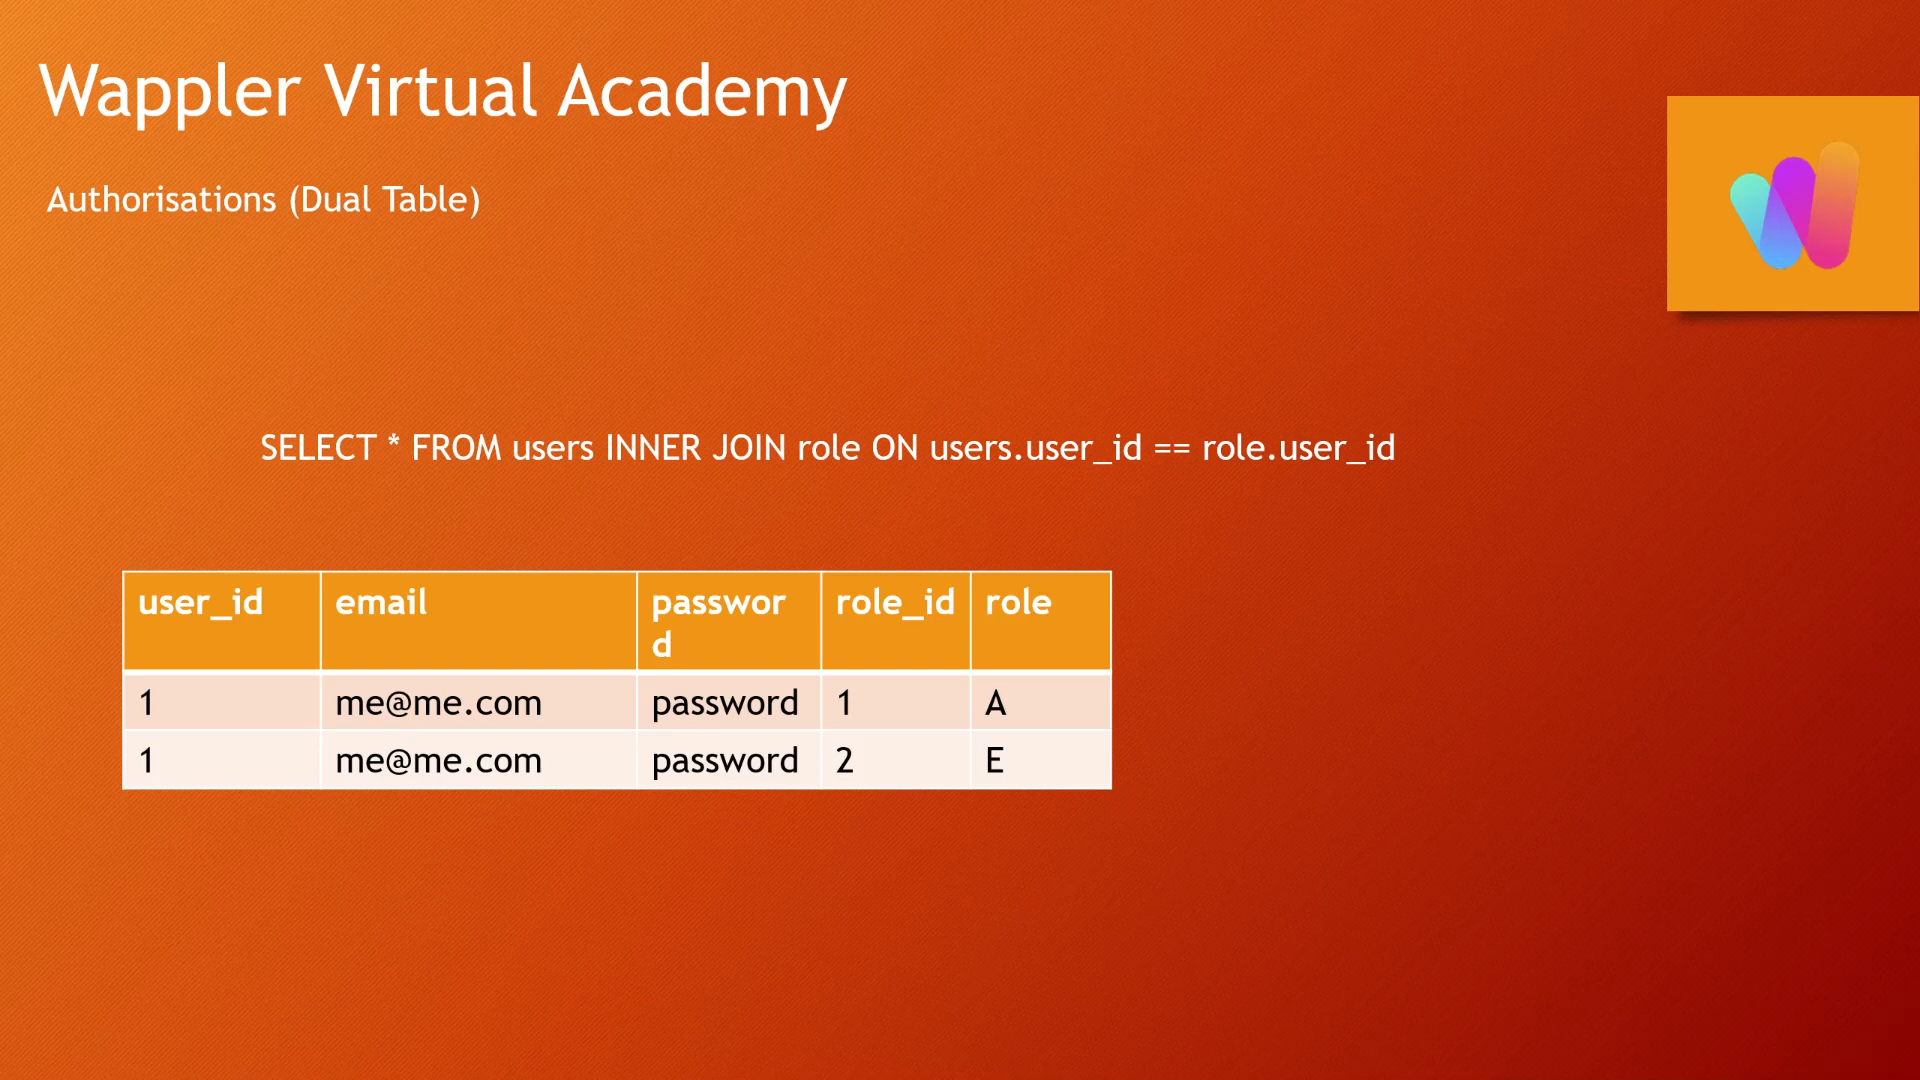 Wappler Virtual Academy
Authorisations (Dual Table)
SELECT * FROM users INNER JOIN role ON users.user_id == role.user_id
user_id email passwor role_id role
d
1 me@me.com password 1 A
1 me@me.com password 2 E